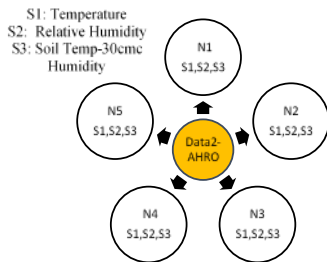 S1: Temperature
S2: Relative Humidity
S3: Soil Temp-30cmc
Humidity
N1
S1,S2,S3
N5
S1,S2,S3
N2
S1,S2,S3
Data2-
AHRO
N4
S1,S2,S3
N3
S1,S2,S3